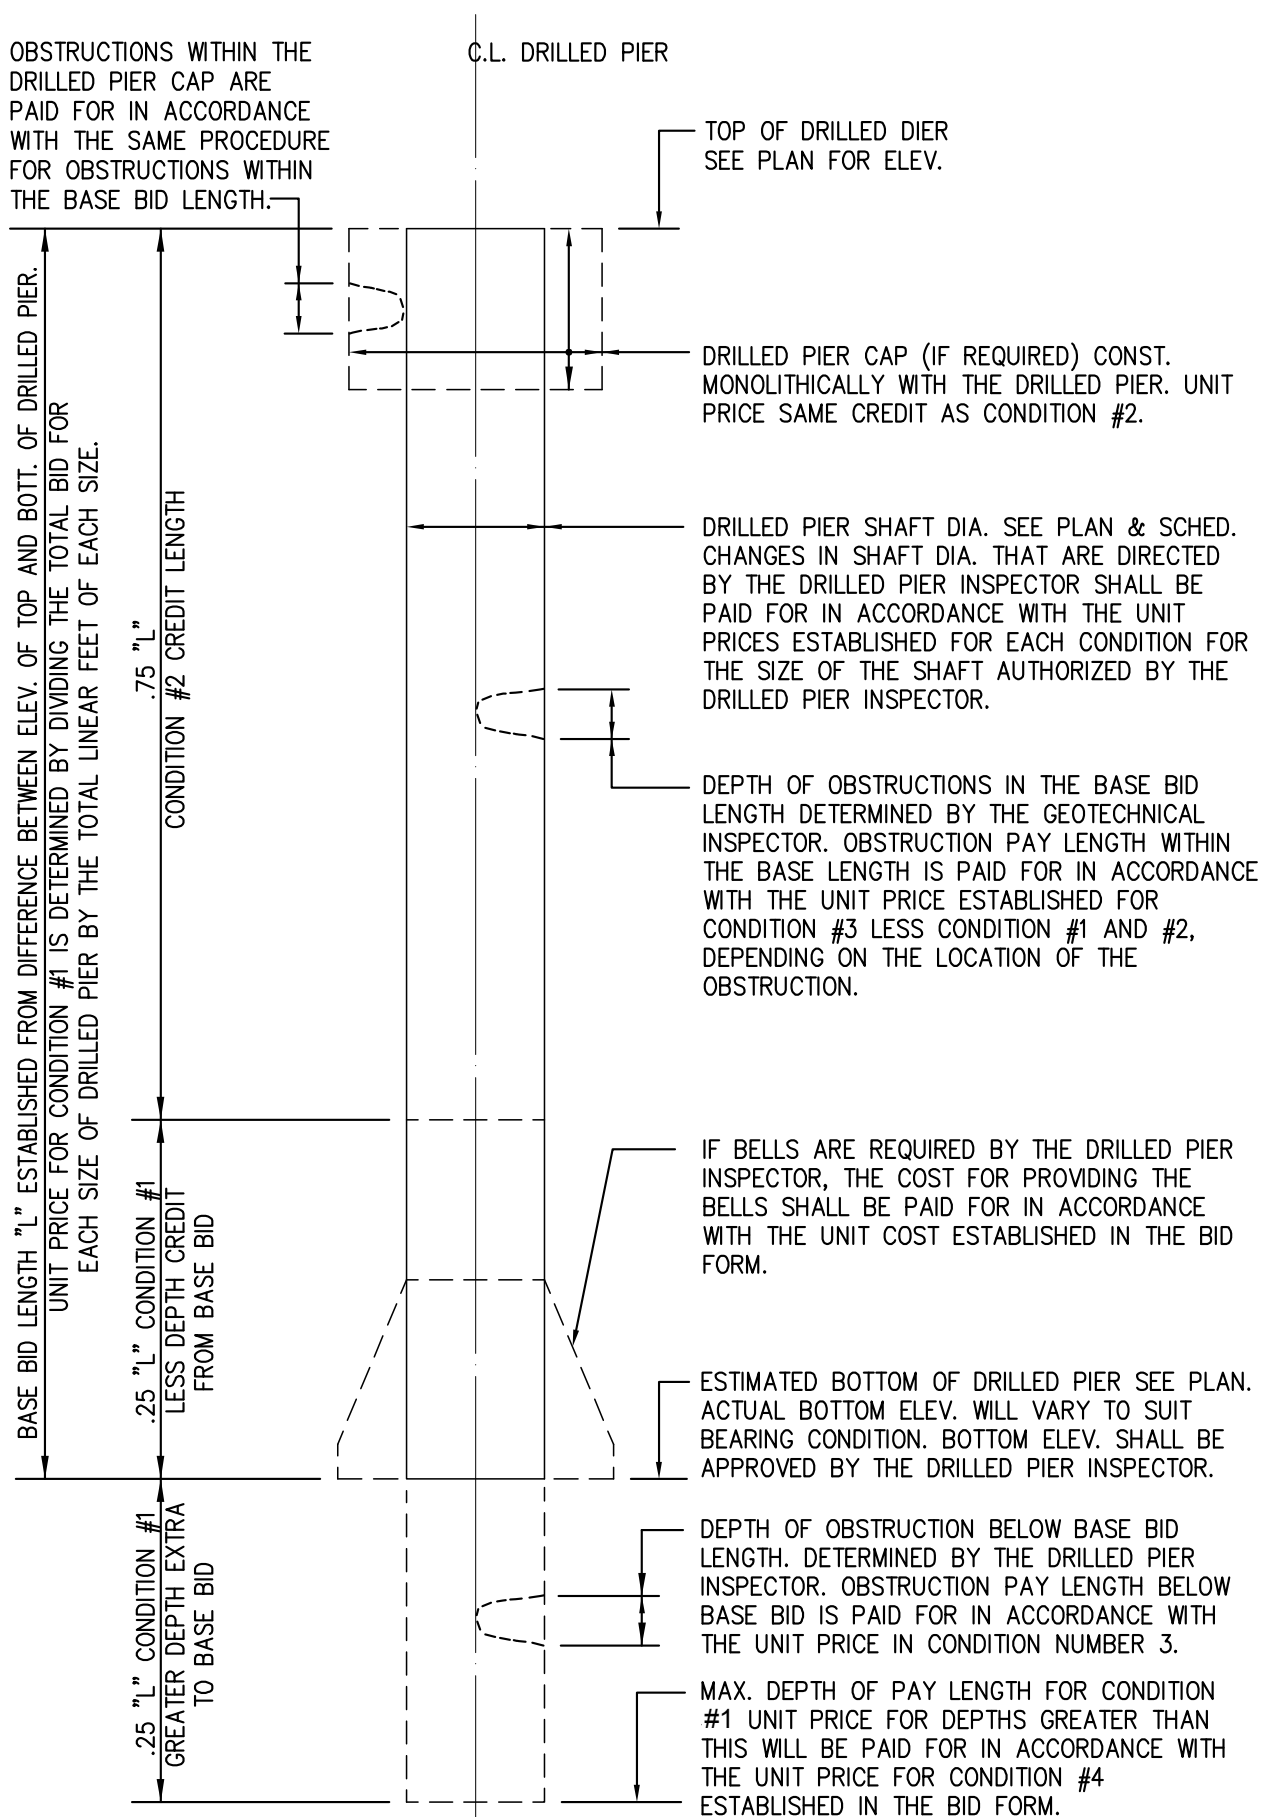 OBSTRUCTIONS WITHIN THE
DRILLED PIER CAP ARE
PAID FOR IN ACCORDANCE
WITH THE SAME PROCEDURE
FOR OBSTRUCTIONS WITHIN
THE BASE BID LENGTH.
C.L. DRILLED PIER
TOP OF DRILLED DIER
SEE PLAN FOR ELEV.
DRILLED PIER CAP (IF REQUIRED) CONST.
MONOLITHICALLY WITH THE DRILLED PIER. UNIT
PRICE SAME CREDIT AS CONDITION #2.
DRILLED PIER SHAFT DIA. SEE PLAN & SCHED.
CHANGES IN SHAFT DIA. THAT ARE DIRECTED
BY THE DRILLED PIER INSPECTOR SHALL BE
PAID FOR IN ACCORDANCE WITH THE UNIT
PRICES ESTABLISHED FOR EACH CONDITION FOR
THE SIZE OF THE SHAFT AUTHORIZED BY THE
DRILLED PIER INSPECTOR.
DEPTH OF OBSTRUCTIONS IN THE BASE BID
LENGTH DETERMINED BY THE GEOTECHNICAL
INSPECTOR. OBSTRUCTION PAY LENGTH WITHIN
THE BASE LENGTH IS PAID FOR IN ACCORDANCE
WITH THE UNIT PRICE ESTABLISHED FOR
CONDITION #3 LESS CONDITION #1 AND #2,
DEPENDING ON THE LOCATION OF THE
OBSTRUCTION.
IF BELLS ARE REQUIRED BY THE DRILLED PIER
INSPECTOR, THE COST FOR PROVIDING THE
BELLS SHALL BE PAID FOR IN ACCORDANCE
WITH THE UNIT COST ESTABLISHED IN THE BID
FORM.
ESTIMATED BOTTOM OF DRILLED PIER SEE PLAN.
ACTUAL BOTTOM ELEV. WILL VARY TO SUIT
BEARING CONDITION. BOTTOM ELEV. SHALL BE
APPROVED BY THE DRILLED PIER INSPECTOR.
DEPTH OF OBSTRUCTION BELOW BASE BID
LENGTH. DETERMINED BY THE DRILLED PIER
INSPECTOR. OBSTRUCTION PAY LENGTH BELOW
BASE BID IS PAID FOR IN ACCORDANCE WITH
THE UNIT PRICE IN CONDITION NUMBER 3.
MAX. DEPTH OF PAY LENGTH FOR CONDITION
#1 UNIT PRICE FOR DEPTHS GREATER THAN
THIS WILL BE PAID FOR IN ACCORDANCE WITH
THE UNIT PRICE FOR CONDITION #4
ESTABLISHED IN THE BID FORM.
BASE BID LENGTH "L" ESTABLISHED FROM DIFFERENCE BETWEEN ELEV. OF TOP AND BOTT. OF DRILLED PIER.
UNIT PRICE FOR CONDITION #1 IS DETERMINED BY DIVIDING THE TOTAL BID FOR
EACH SIZE OF DRILLED PIER BY THE TOTAL LINEAR FEET OF EACH SIZE.
.75 "L"
CONDITION #2 CREDIT LENGTH
.25 "L" CONDITION #1
LESS DEPTH CREDIT
FROM BASE BID
.25 "L" CONDITION #1
GREATER DEPTH EXTRA
TO BASE BID